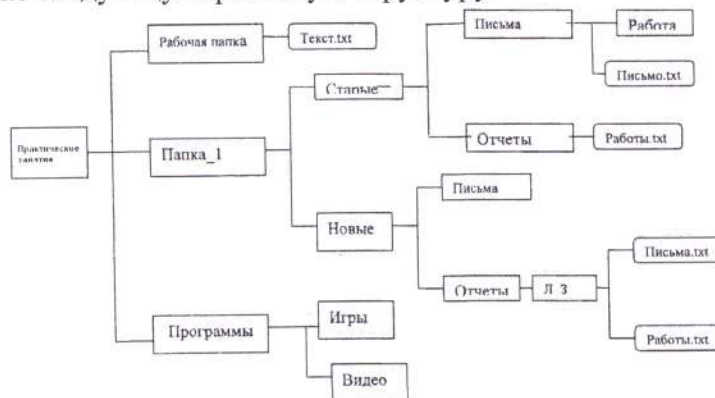 Рабочая папка
Текст.txt
Письма
Работа
Письмо.txt
Старые
Отчеты
Работы.txt
Практическое
занятия
Папка_1
Письма
Новые
Отчеты
Л 3
Письма.txt
Работы.txt
Программы
Игры
Видео